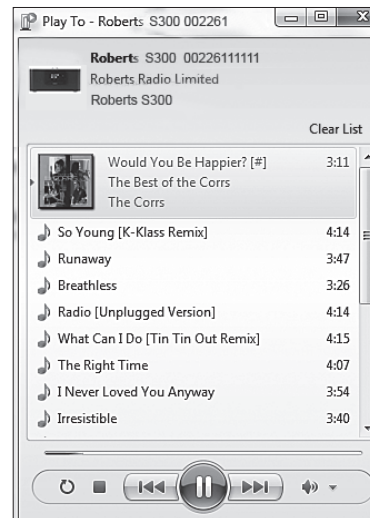 Play To - Roberts S300 002261
Roberts S300 00226111111
Roberts Radio Limited
Roberts S300
Clear List
Would You Be Happier? [#] 3:11
The Best of the Corrs
The Corrs
So Young [K-Klass Remix] 4:14
Runaway 3:47
Breathless 3:26
Radio [Unplugged Version] 4:14
What Can I Do [Tin Tin Out Remix] 4:15
The Right Time 4:07
I Never Loved You Anyway 3:54
Irresistible 3:40